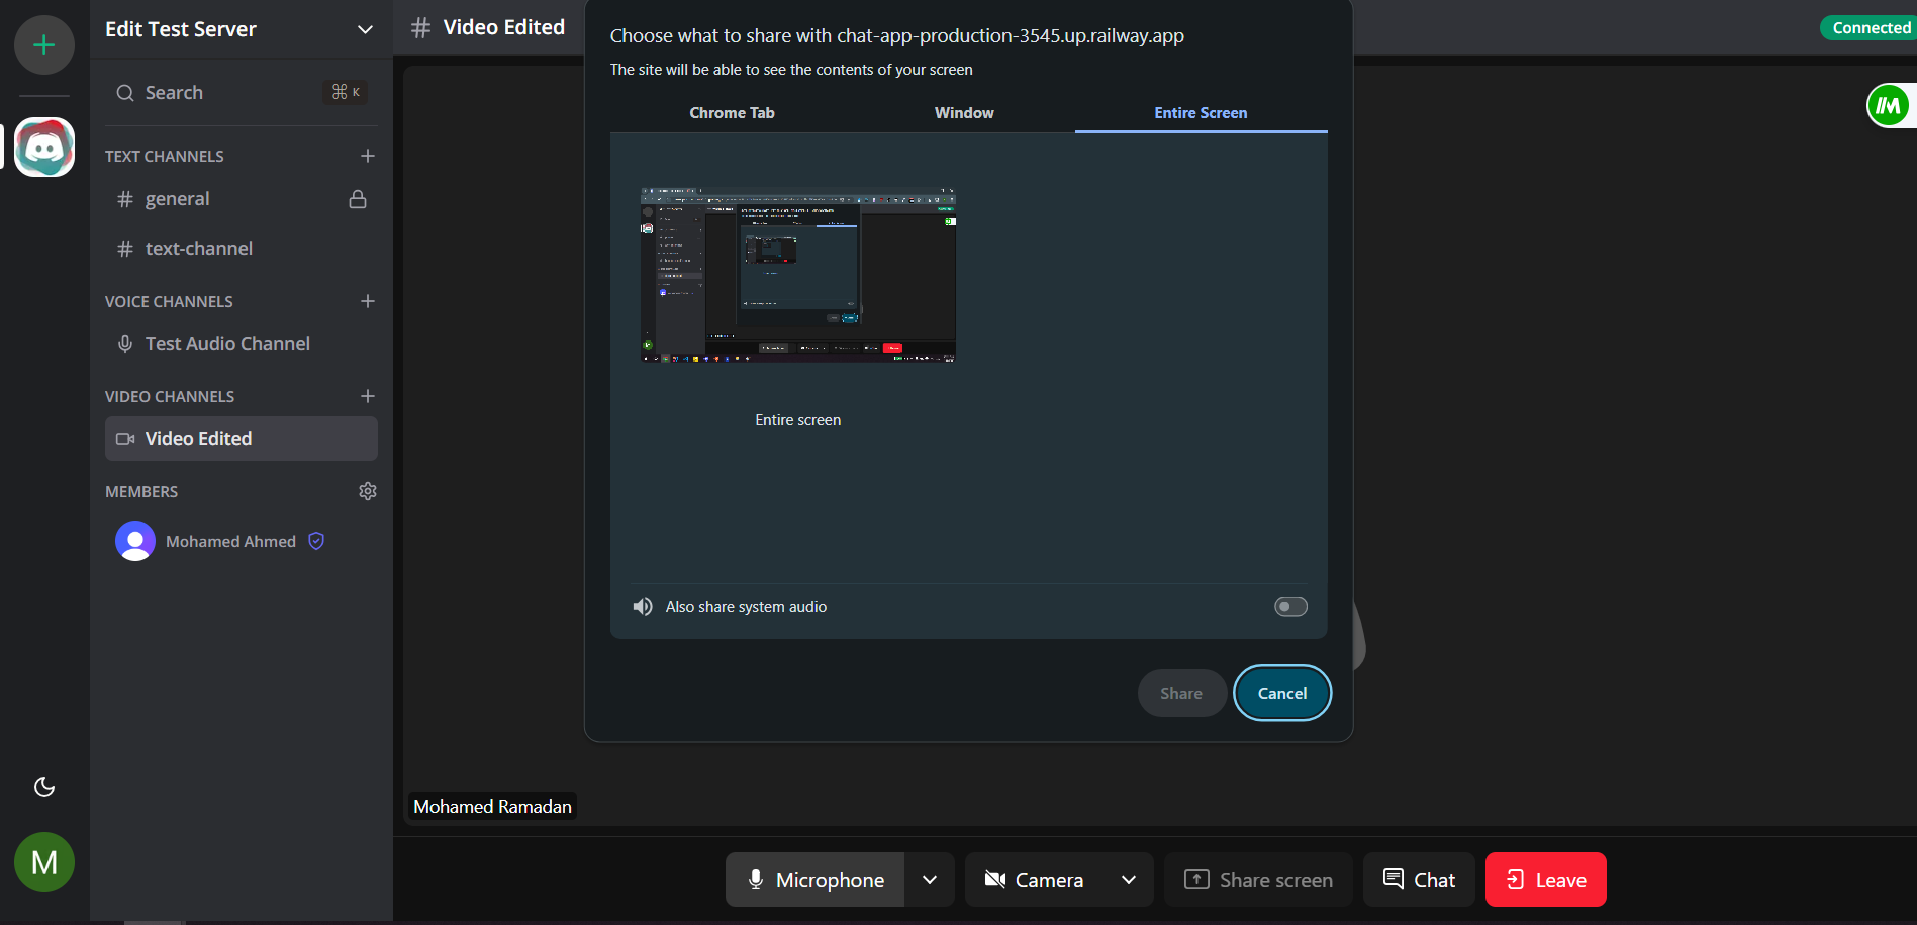 Edit Test Server
Search
⌘ K
TEXT CHANNELS
general
text-channel
VOICE CHANNELS
Test Audio Channel
VIDEO CHANNELS
Video Edited
MEMBERS
Mohamed Ahmed
M
# Video Edited
Connected
Choose what to share with chat-app-production-3545.up.railway.app
The site will be able to see the contents of your screen
Chrome Tab
Window
Entire Screen
Entire screen
Also share system audio
Share
Cancel
Mohamed Ramadan
Microphone
Camera
Share screen
Chat
Leave